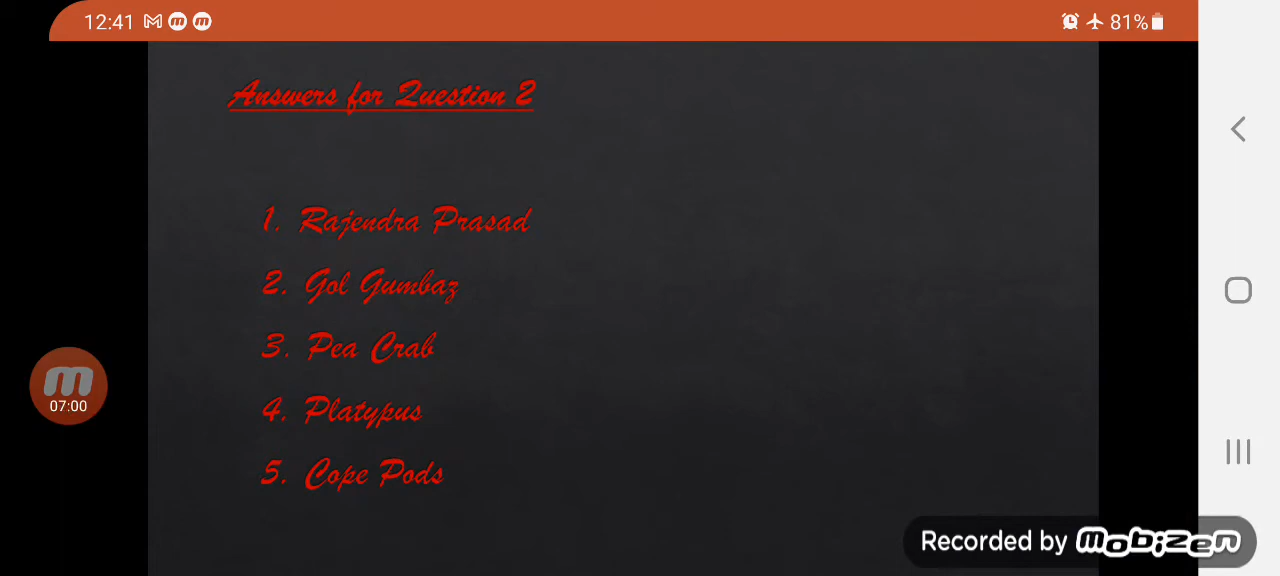 12:41 81%
Answers for Question 2
1. Rajendra Prasad
2. Gol Gumbaz
3. Pea Crab
4. Platypus
5. Cope Pods
07:00
Recorded by mobizen